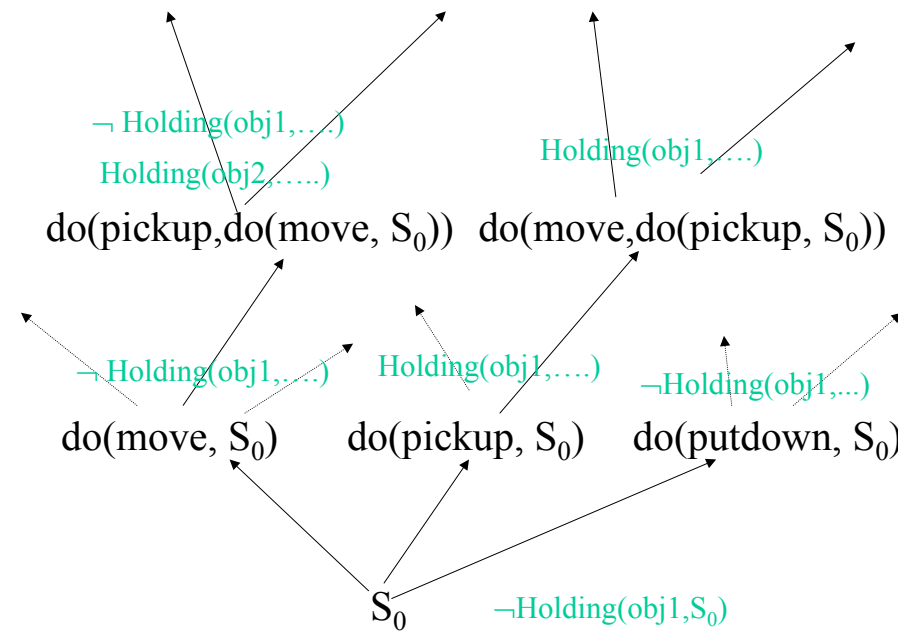 ¬ Holding(obj1,….)
Holding(obj2,…..)
Holding(obj1,….)
do(pickup,do(move, S₀))
do(move,do(pickup, S₀))
¬ Holding(obj1,….)
Holding(obj1,….)
¬Holding(obj1,...)
do(move, S₀)
do(pickup, S₀)
do(putdown, S₀)
S₀
¬Holding(obj1,S₀)